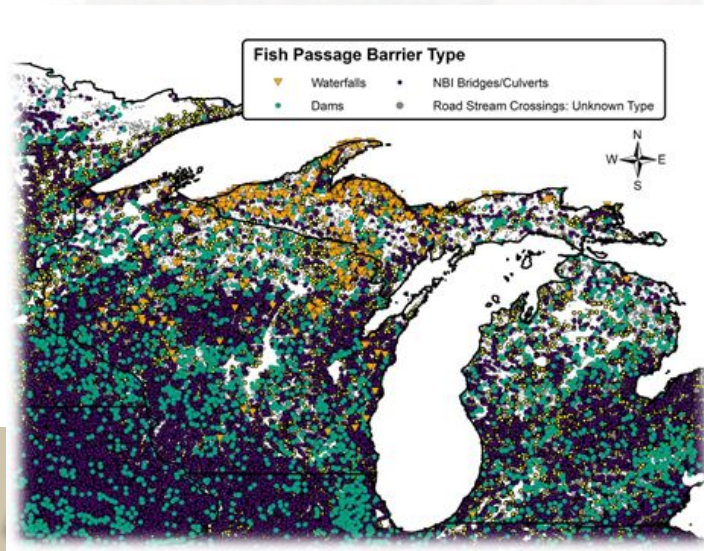 Fish Passage Barrier Type
Waterfalls
NBI Bridges/Culverts
Dams
Road Stream Crossings: Unknown Type
N
W E
S